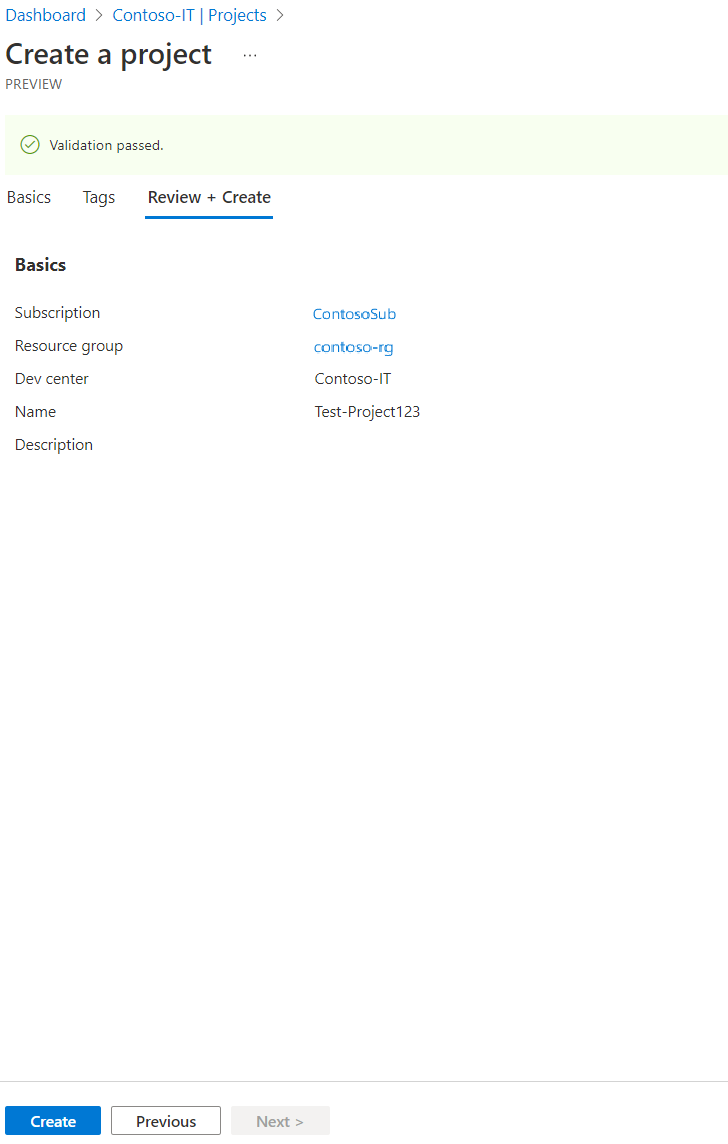 Dashboard > Contoso-IT | Projects >
Create a project ...
PREVIEW
Validation passed.
Basics Tags Review + Create
Basics
Subscription ContosoSub
Resource group contoso-rg
Dev center Contoso-IT
Name Test-Project123
Description
Create Previous Next >